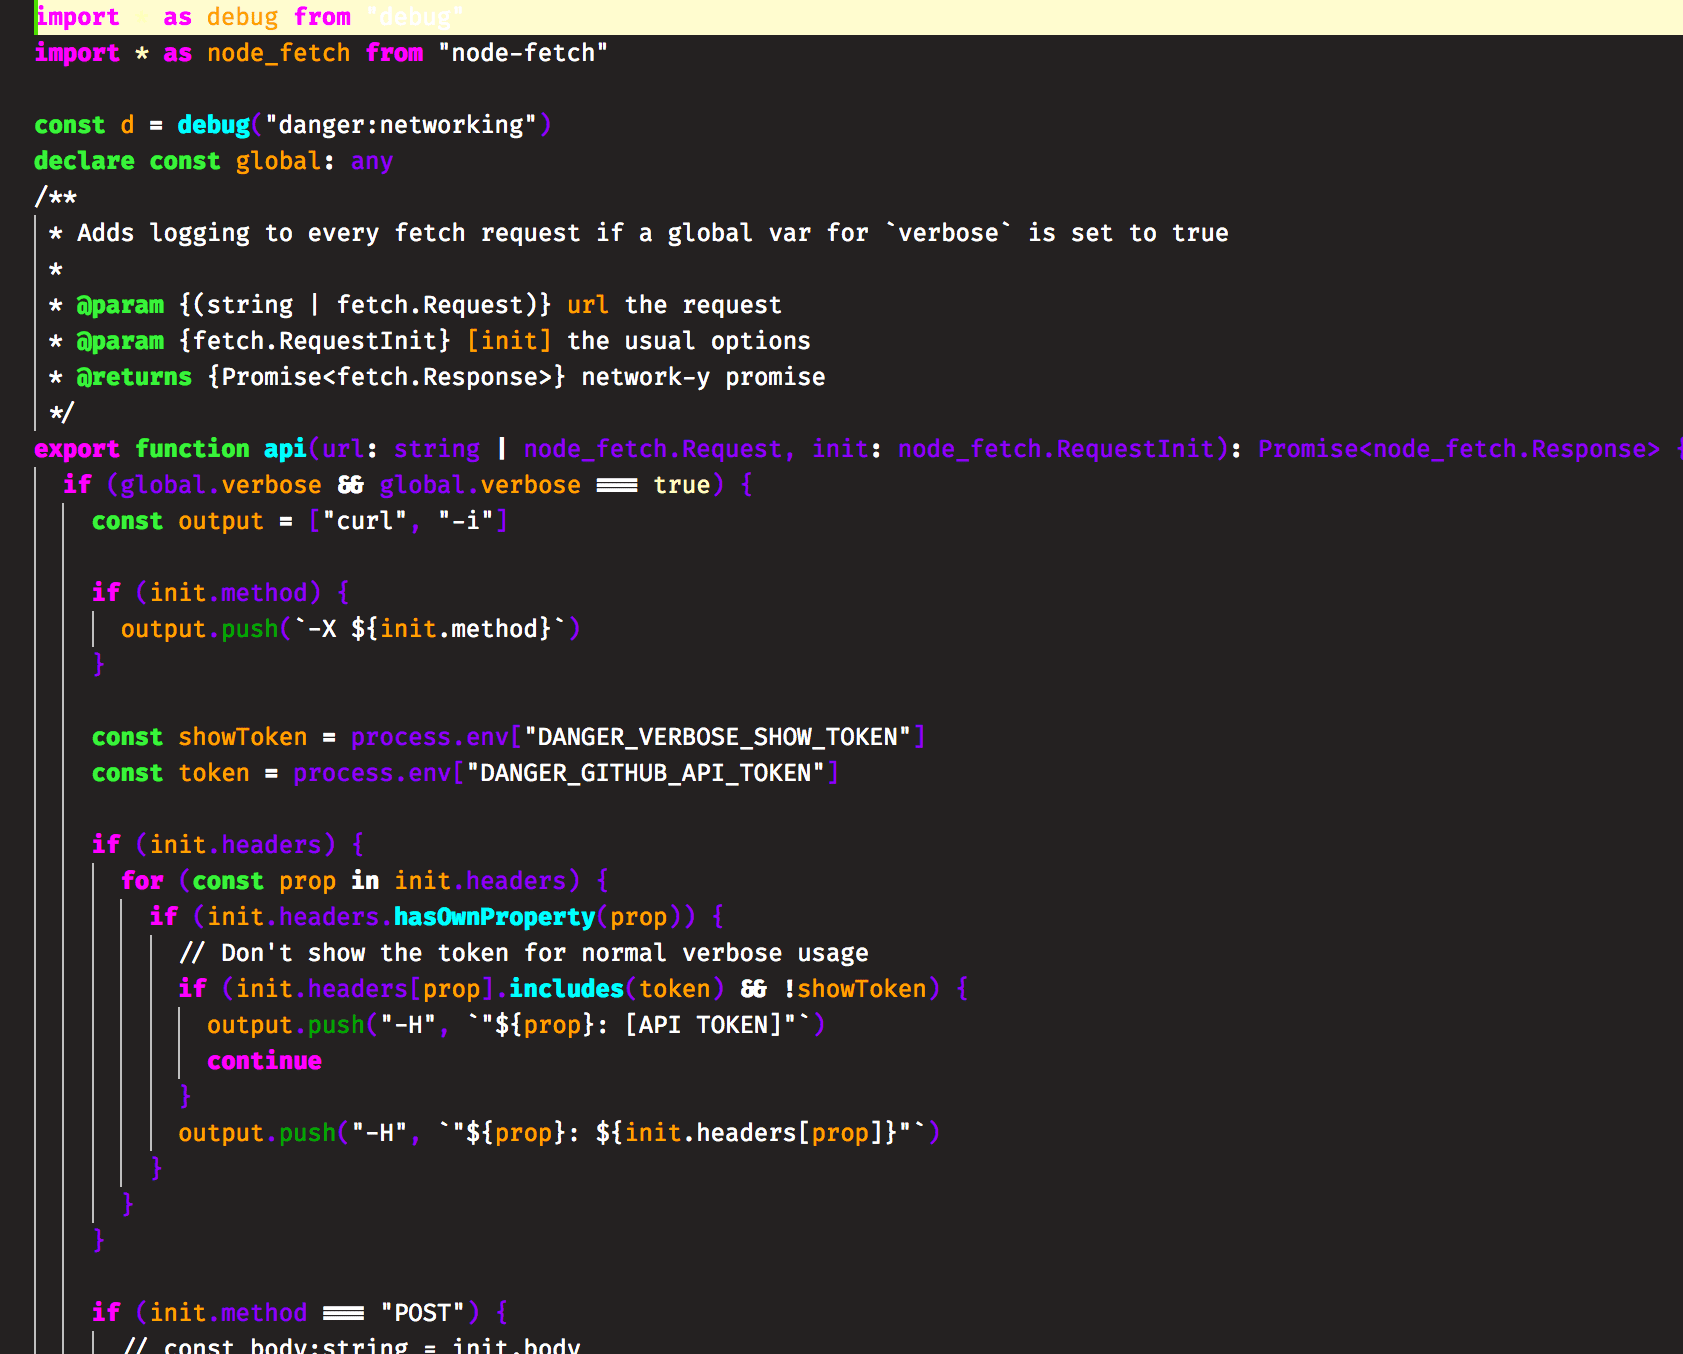 import * as debug from "debug"
import * as node_fetch from "node-fetch"
const d = debug("danger:networking")
declare const global: any
/**
* Adds logging to every fetch request if a global var for `verbose` is set to true
*
* @param {(string | fetch.Request)} url the request
* @param {fetch.RequestInit} [init] the usual options
* @returns {Promise<fetch.Response>} network-y promise
*/
export function api(url: string | node_fetch.Request, init: node_fetch.RequestInit): Promise<node_fetch.Response> {
if (global.verbose && global.verbose === true) {
const output = ["curl", "-i"]
if (init.method) {
output.push(`-X ${init.method}`)
}
const showToken = process.env["DANGER_VERBOSE_SHOW_TOKEN"]
const token = process.env["DANGER_GITHUB_API_TOKEN"]
if (init.headers) {
for (const prop in init.headers) {
if (init.headers.hasOwnProperty(prop)) {
// Don't show the token for normal verbose usage
if (init.headers[prop].includes(token) && !showToken) {
output.push("-H", `"${prop}: [API TOKEN]"`)
continue
}
output.push("-H", `"${prop}: ${init.headers[prop]}"`)
}
}
}
if (init.method === "POST") {
// const body:string = init.body